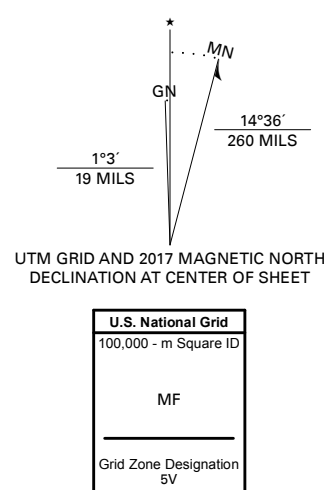 ★
MN
GN
14°36´
260 MILS
1°3´
19 MILS
UTM GRID AND 2017 MAGNETIC NORTH
DECLINATION AT CENTER OF SHEET
U.S. National Grid
100,000 - m Square ID
MF
Grid Zone Designation
5V